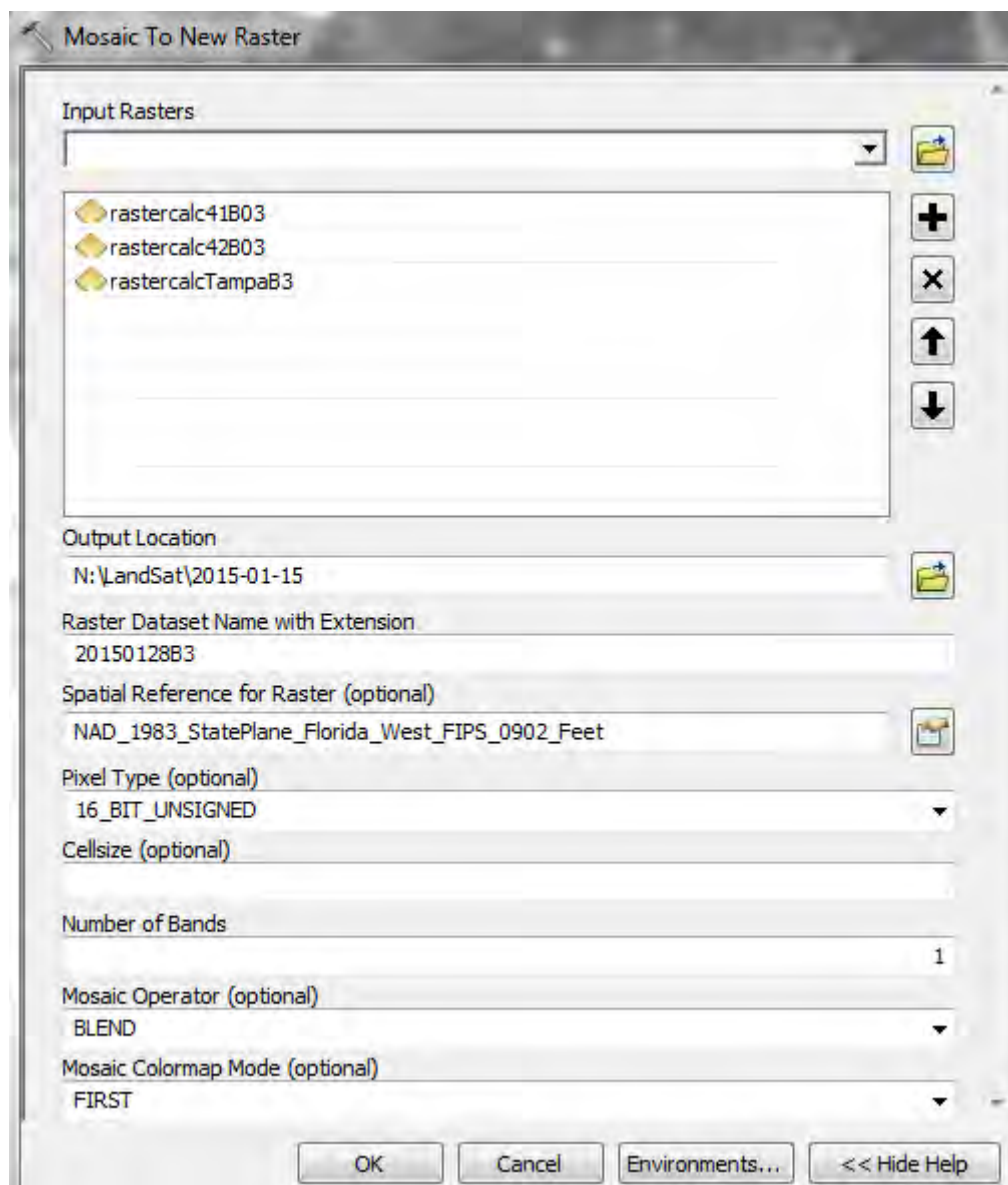 Mosaic To New Raster
Input Rasters
rastercalc41B03
rastercalc42B03
rastercalcTampaB3
Output Location
N:\LandSat\2015-01-15
Raster Dataset Name with Extension
20150128B3
Spatial Reference for Raster (optional)
NAD_1983_StatePlane_Florida_West_FIPS_0902_Feet
Pixel Type (optional)
16_BIT_UNSIGNED
Cellsize (optional)
Number of Bands
1
Mosaic Operator (optional)
BLEND
Mosaic Colormap Mode (optional)
FIRST
OK Cancel Environments... << Hide Help